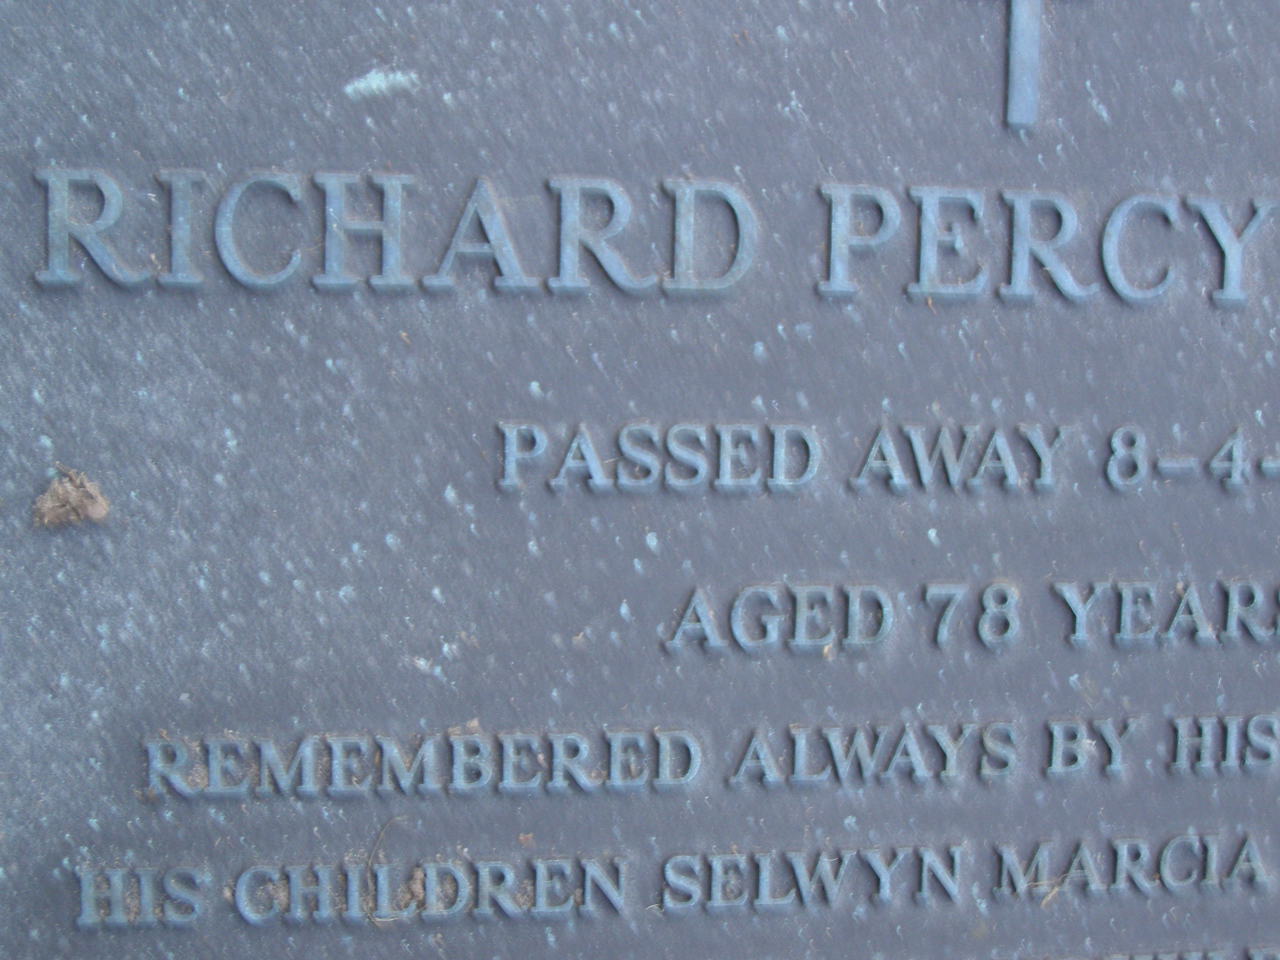 RICHARD PERCY
PASSED AWAY 8-4-
AGED 78 YEARS
REMEMBERED ALWAYS BY HIS
HIS CHILDREN SELWYN MARCIA